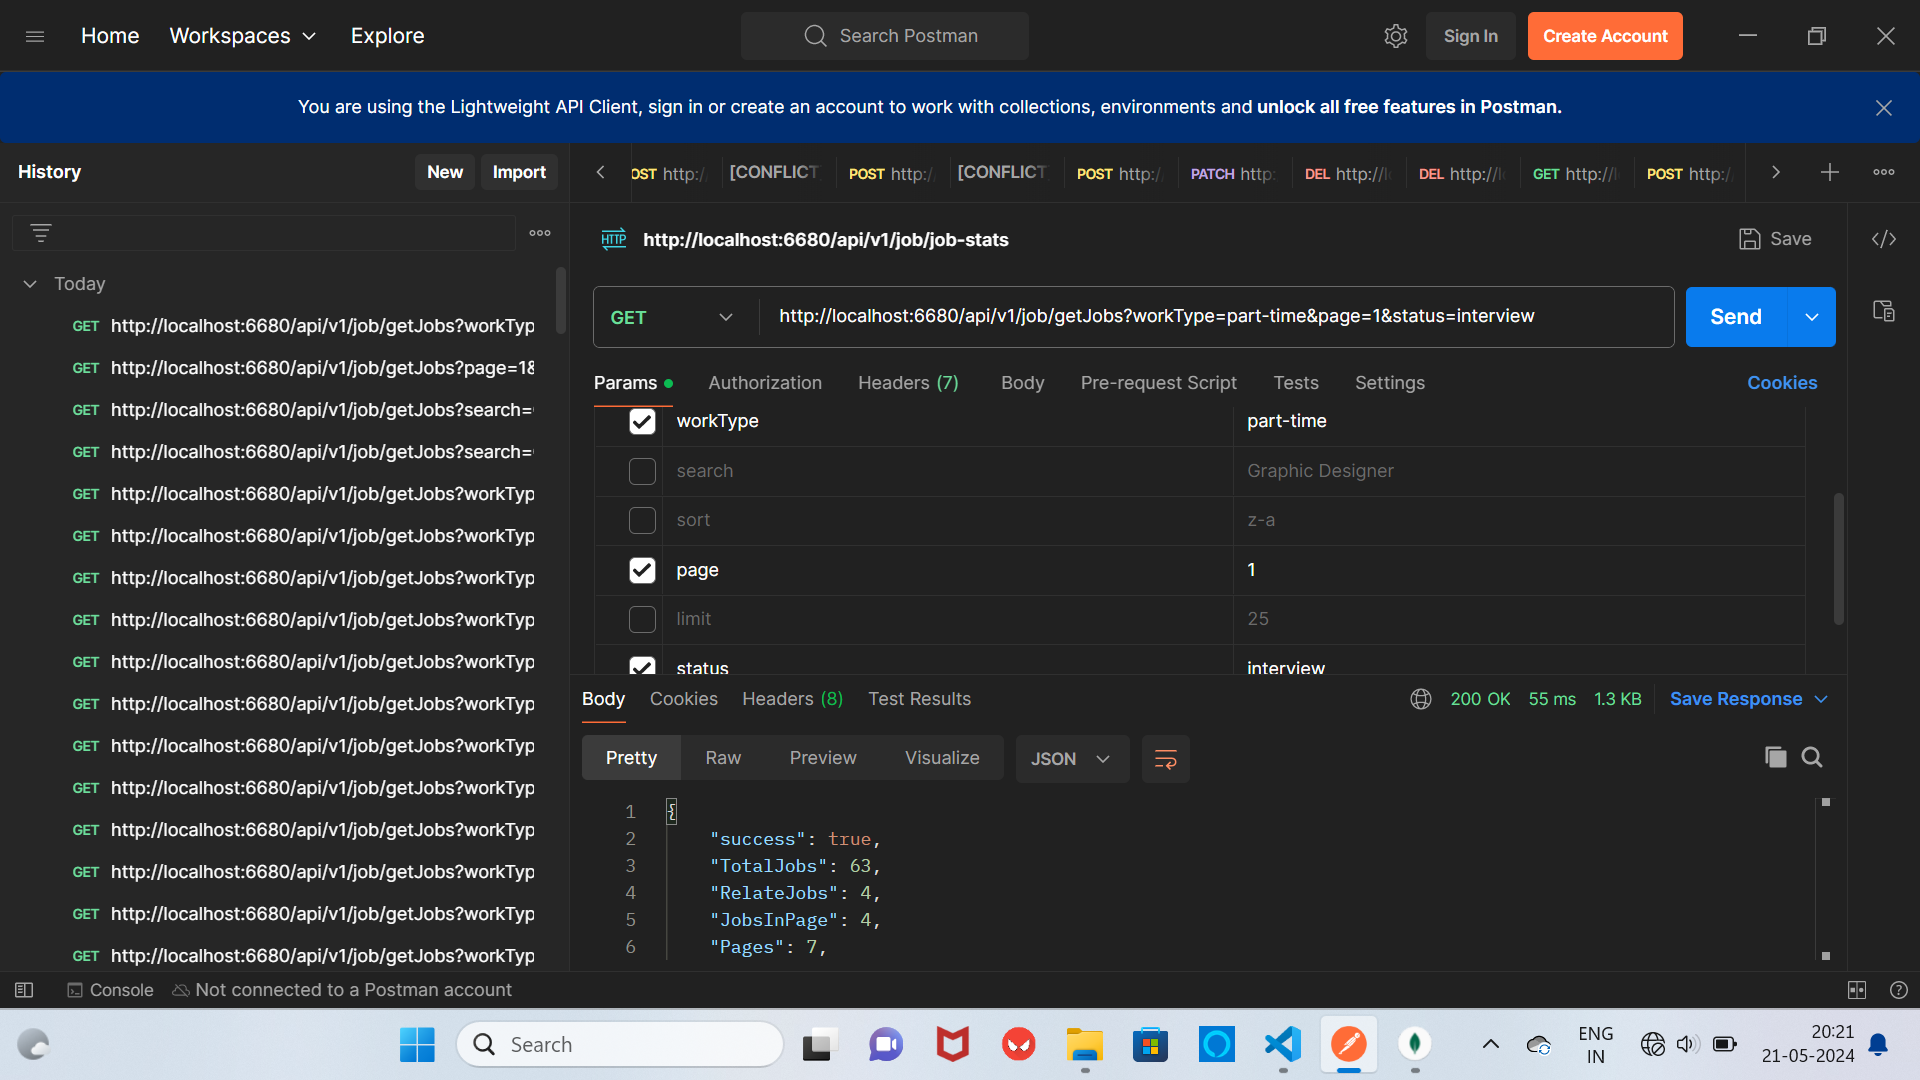 Home Workspaces Explore
Search Postman
Sign In Create Account
You are using the Lightweight API Client, sign in or create an account to work with collections, environments and unlock all free features in Postman.
History New Import
OST http:/ [CONFLICT POST http:/ [CONFLICT POST http:/ PATCH http: DEL http://l DEL http://l GET http://l POST http:/
HTTP http://localhost:6680/api/v1/job/job-stats Save
Today
GET http://localhost:6680/api/v1/job/getJobs?workTyp
GET http://localhost:6680/api/v1/job/getJobs?page=1&
GET http://localhost:6680/api/v1/job/getJobs?search=
GET http://localhost:6680/api/v1/job/getJobs?search=
GET http://localhost:6680/api/v1/job/getJobs?workTyp
GET http://localhost:6680/api/v1/job/getJobs?workTyp
GET http://localhost:6680/api/v1/job/getJobs?workTyp
GET http://localhost:6680/api/v1/job/getJobs?workTyp
GET http://localhost:6680/api/v1/job/getJobs?workTyp
GET http://localhost:6680/api/v1/job/getJobs?workTyp
GET http://localhost:6680/api/v1/job/getJobs?workTyp
GET http://localhost:6680/api/v1/job/getJobs?workTyp
GET http://localhost:6680/api/v1/job/getJobs?workTyp
GET http://localhost:6680/api/v1/job/getJobs?workTyp
GET http://localhost:6680/api/v1/job/getJobs?workTyp
GET http://localhost:6680/api/v1/job/getJobs?workTyp
GET http://localhost:6680/api/v1/job/getJobs?workType=part-time&page=1&status=interview Send
Params Authorization Headers (7) Body Pre-request Script Tests Settings Cookies
workType part-time
search Graphic Designer
sort z-a
page 1
limit 25
status interview
Body Cookies Headers (8) Test Results 200 OK 55 ms 1.3 KB Save Response
Pretty Raw Preview Visualize JSON
1 {
2 "success": true,
3 "TotalJobs": 63,
4 "RelateJobs": 4,
5 "JobsInPage": 4,
6 "Pages": 7,
Console Not connected to a Postman account
Search
ENG
IN
20:21
21-05-2024